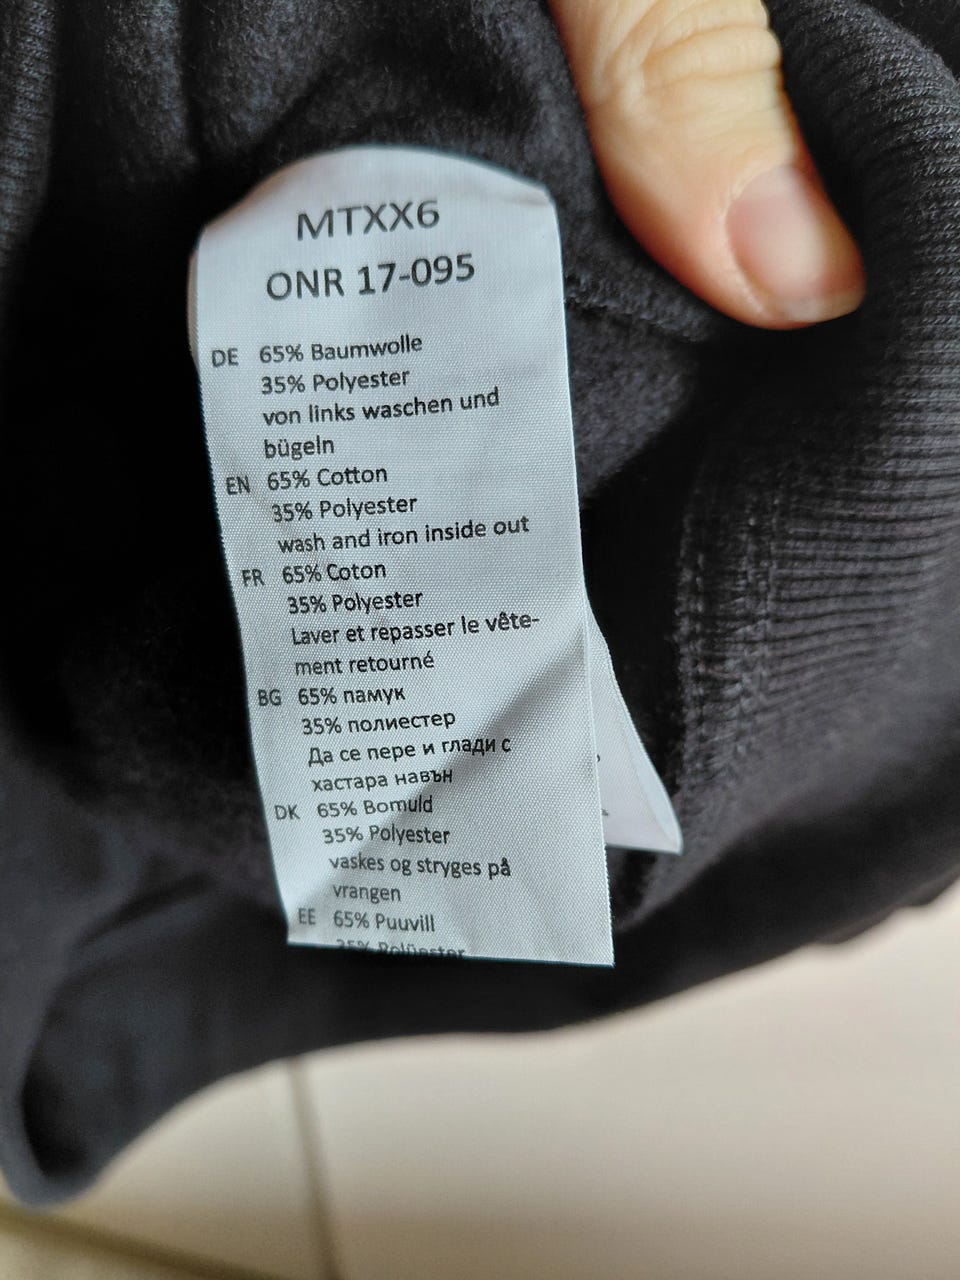 MTXX6
ONR 17-095
DE 65% Baumwolle
35% Polyester
von links waschen und
bügeln
EN 65% Cotton
35% Polyester
wash and iron inside out
FR 65% Coton
35% Polyester
Laver et repasser le vête-
ment retourné
BG 65% памук
35% полиестер
Да се пере и глади с
хастара навън
DK 65% Bomuld
35% Polyester
vaskes og stryges på
vrangen
EE 65% Puuvill
35% Polüester